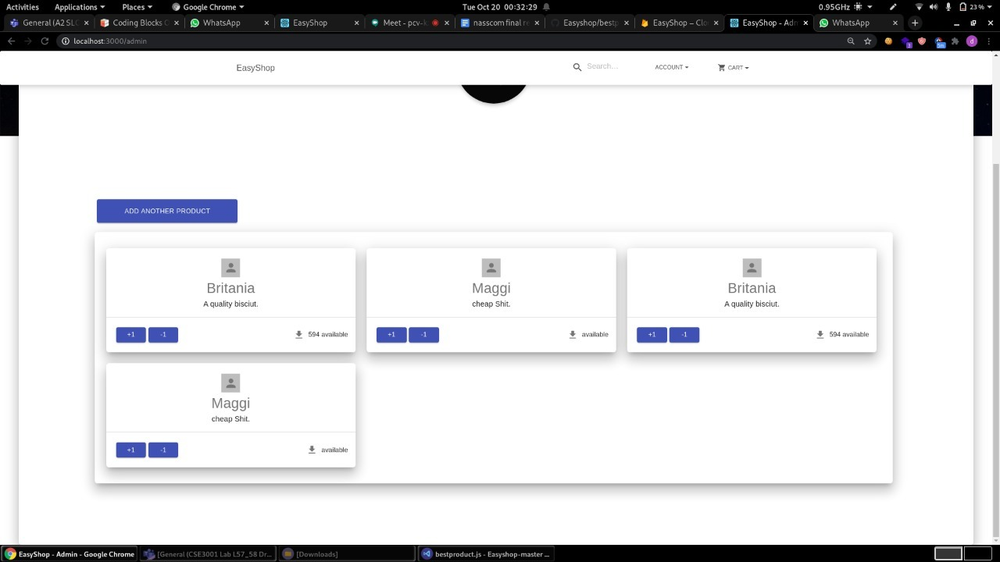 Activities Applications Places Google Chrome Tue Oct 20 00:32:29 0.95GHz 23%
General (A2 SLO Coding Blocks O WhatsApp EasyShop Meet - pcv-k nasscom final re Easyshop/bestp EasyShop – Clou EasyShop - Adm WhatsApp
localhost:3000/admin
EasyShop Search… ACCOUNT CART
ADD ANOTHER PRODUCT
Britania Maggi Britania
A quality bisciut. cheap Shit. A quality bisciut.
+1 -1 594 available +1 -1 available +1 -1 594 available
Maggi
cheap Shit.
+1 -1 available
EasyShop - Admin - Google Chrome [General (CSE3001 Lab L57_58 Dr... [Downloads] bestproduct.js - Easyshop-master ...